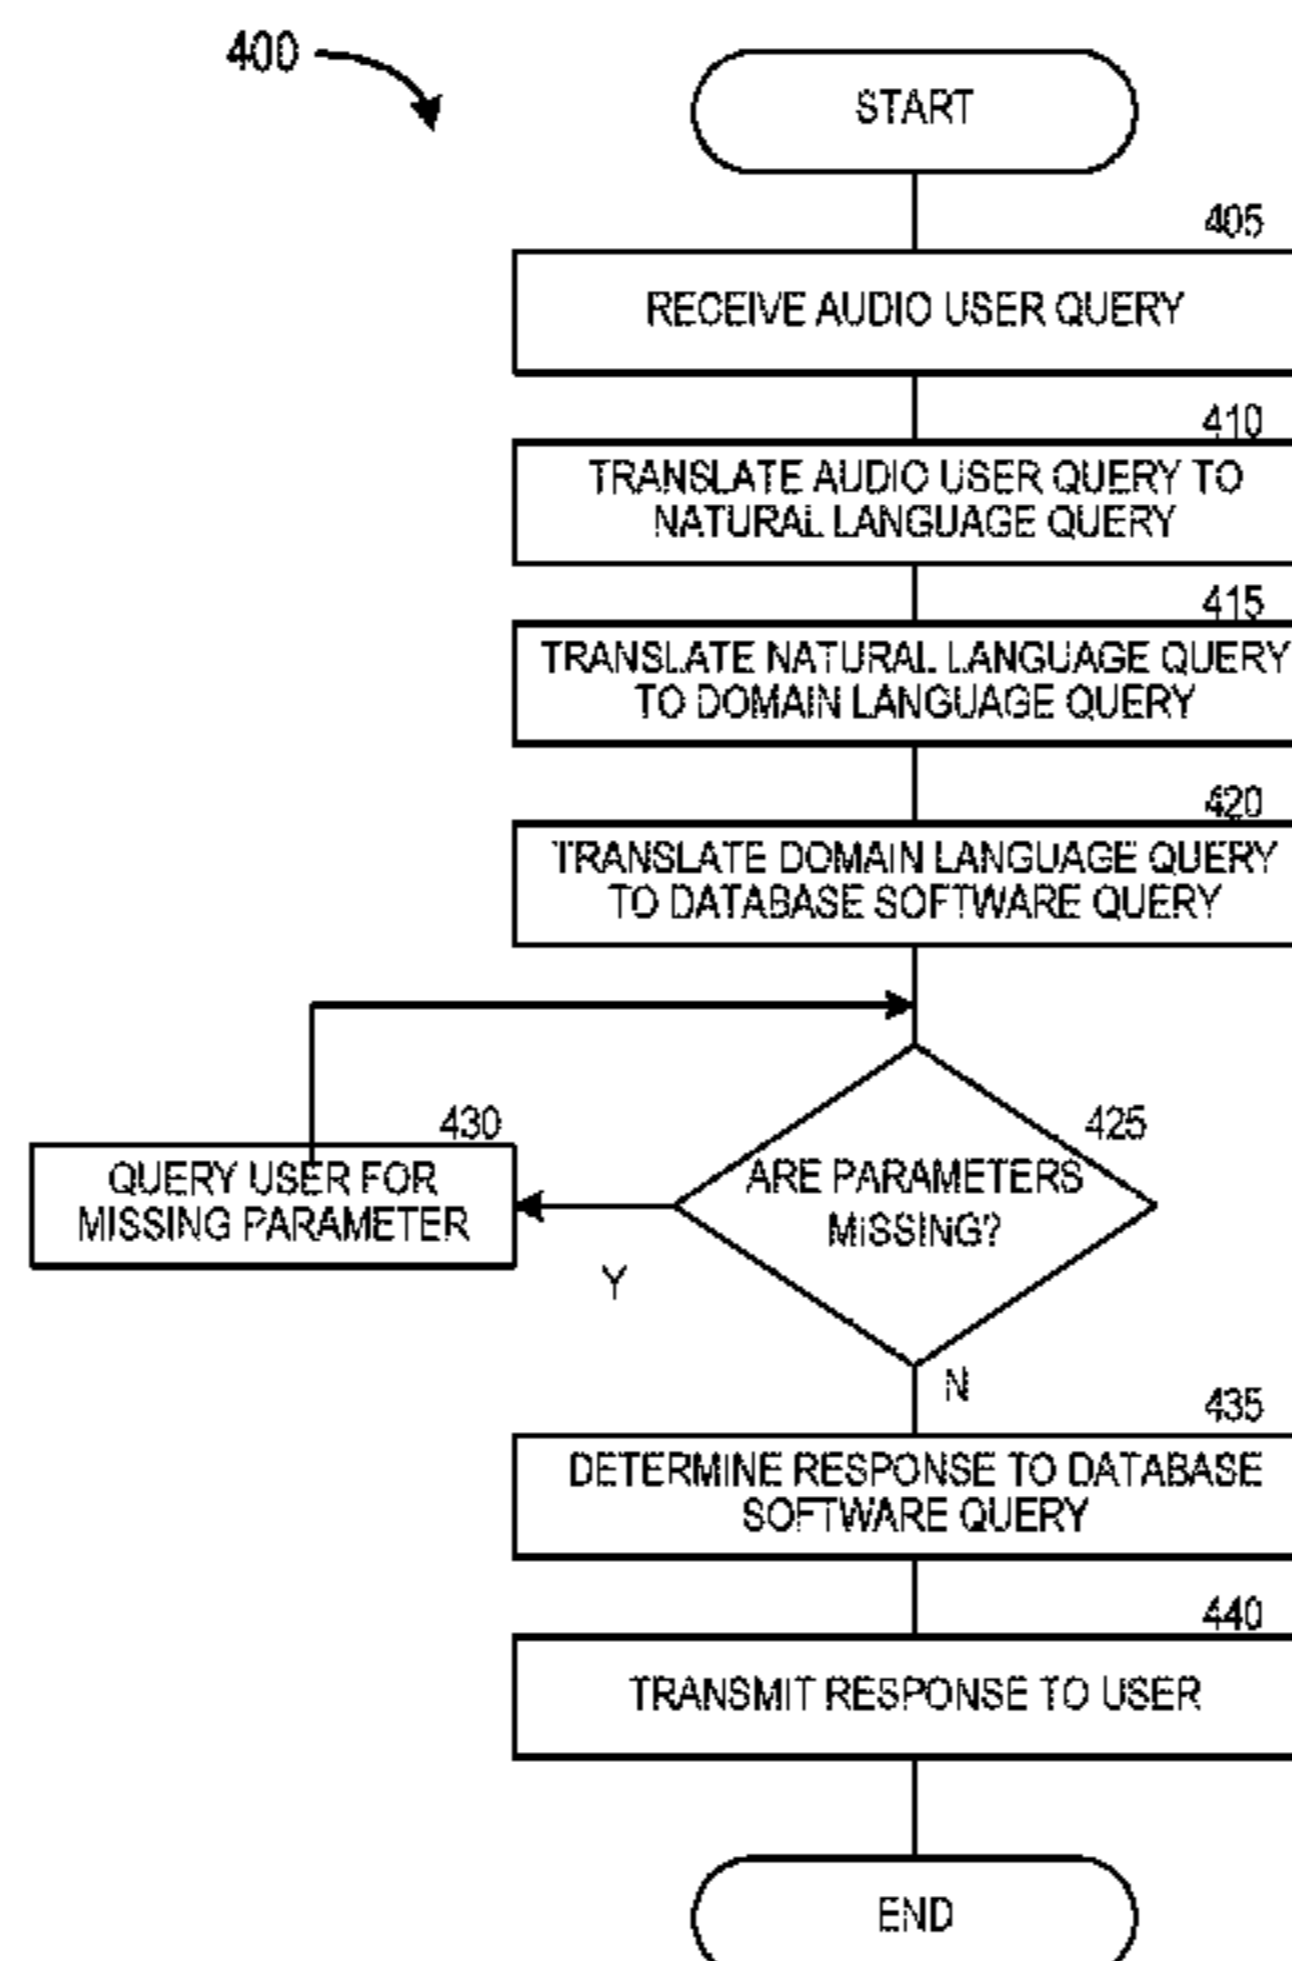 400
START
405
RECEIVE AUDIO USER QUERY
410
TRANSLATE AUDIO USER QUERY TO
NATURAL LANGUAGE QUERY
415
TRANSLATE NATURAL LANGUAGE QUERY
TO DOMAIN LANGUAGE QUERY
420
TRANSLATE DOMAIN LANGUAGE QUERY
TO DATABASE SOFTWARE QUERY
425
ARE PARAMETERS
MISSING?
430
QUERY USER FOR
MISSING PARAMETER
Y
N
435
DETERMINE RESPONSE TO DATABASE
SOFTWARE QUERY
440
TRANSMIT RESPONSE TO USER
END